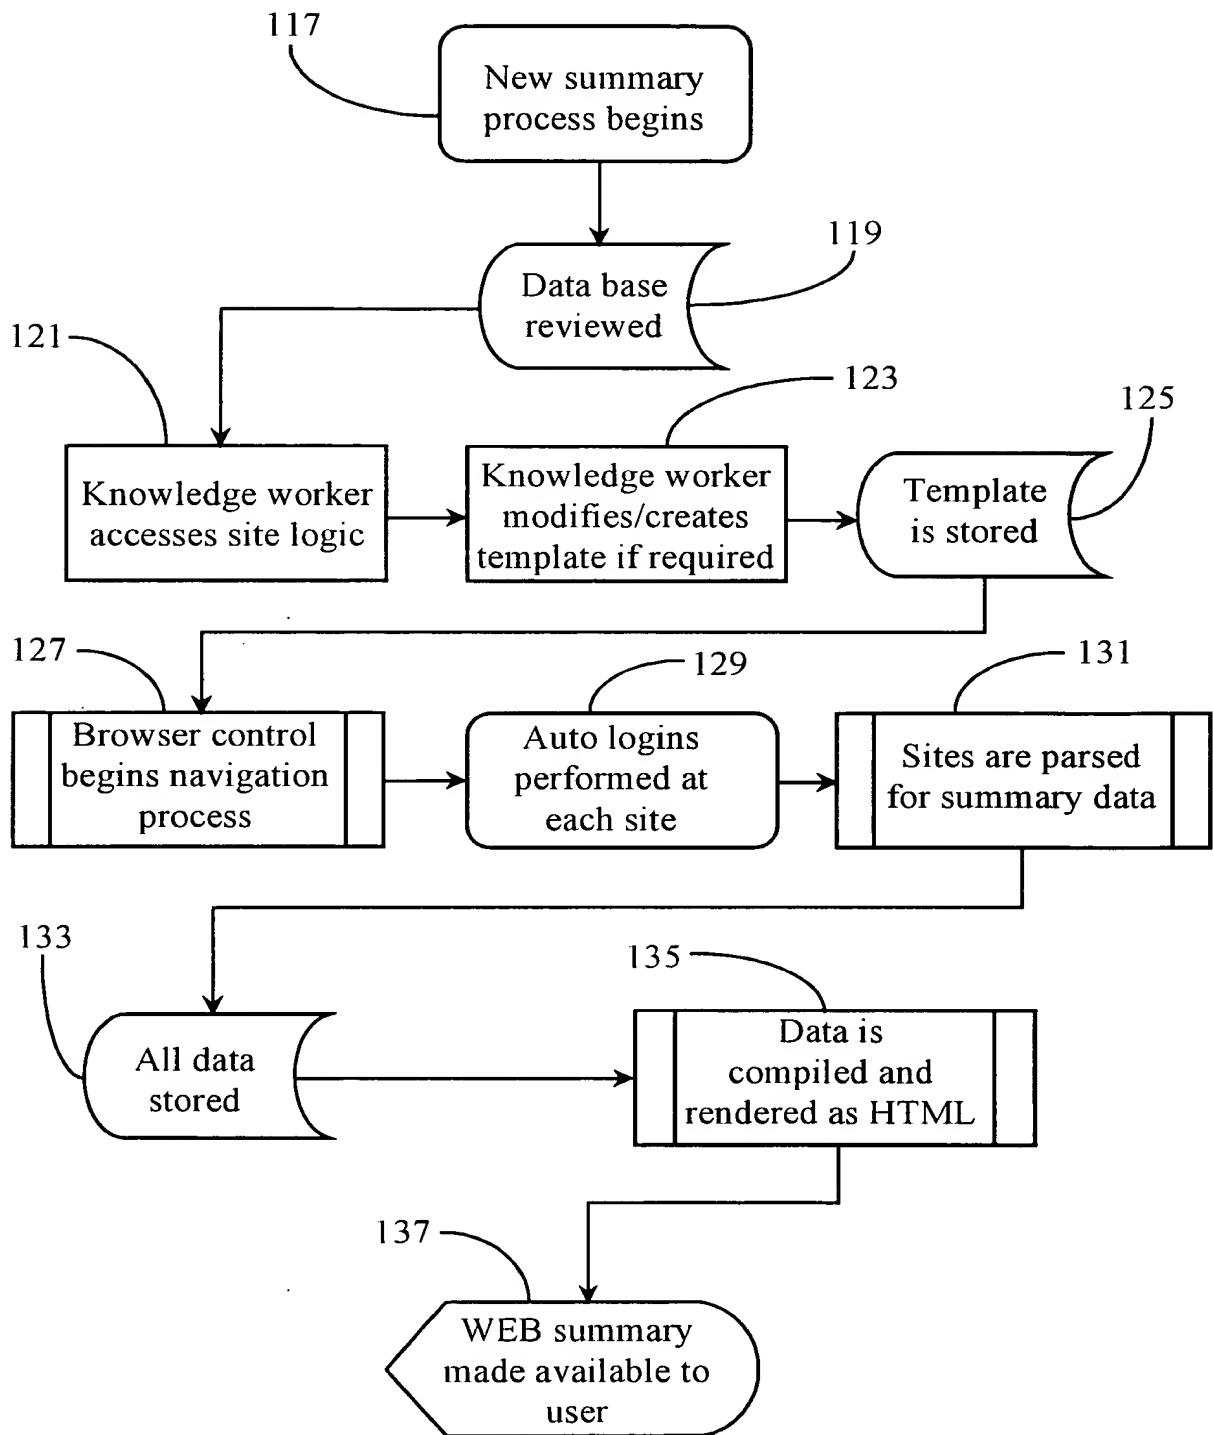 117
New summary
process begins
119
Data base
reviewed
121
123
125
Knowledge worker
accesses site logic
Knowledge worker
modifies/creates
template if required
Template
is stored
127
129
131
Browser control
begins navigation
process
Auto logins
performed at
each site
Sites are parsed
for summary data
133
135
All data
stored
Data is
compiled and
rendered as HTML
137
WEB summary
made available to
user